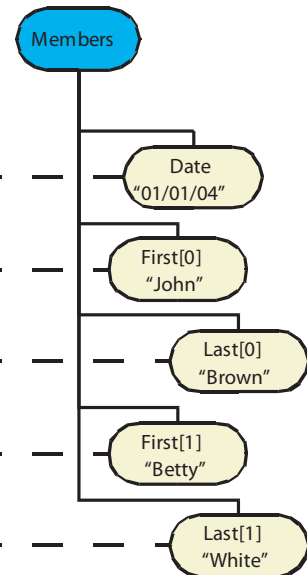 Members
Date
“01/01/04”
First[0]
“John”
Last[0]
“Brown”
First[1]
“Betty”
Last[1]
“White”